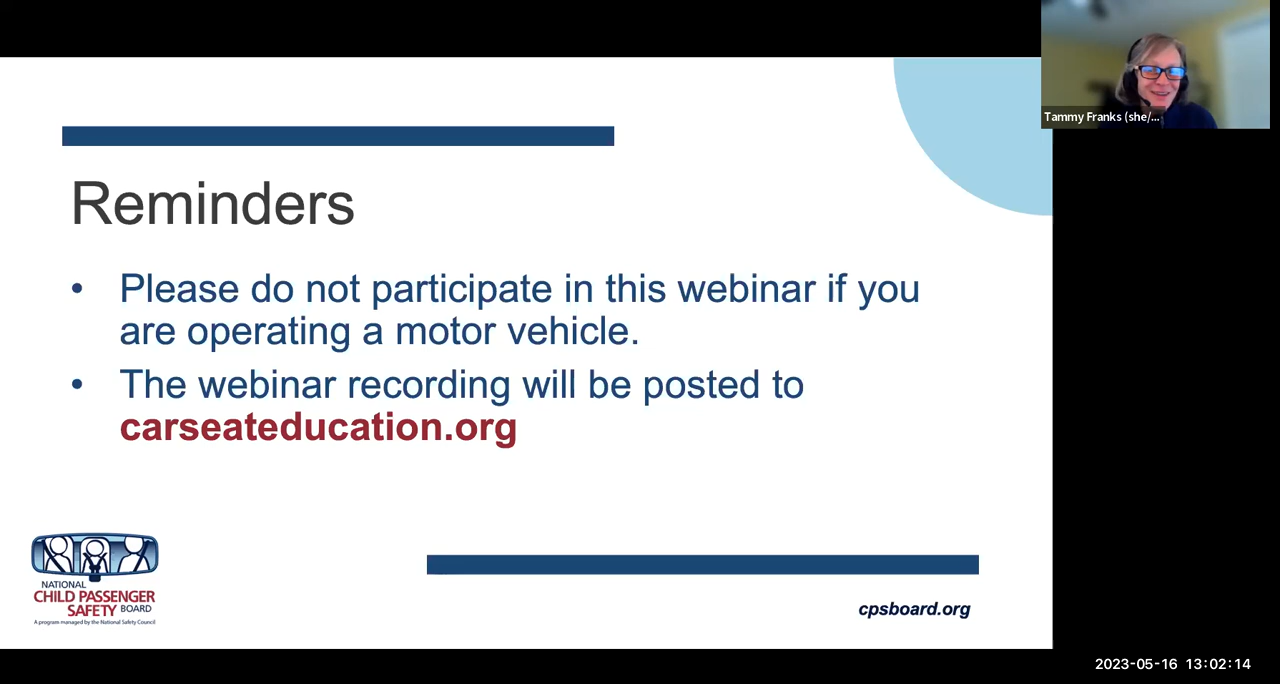 Tammy Franks (she/...
Reminders
• Please do not participate in this webinar if you
are operating a motor vehicle.
• The webinar recording will be posted to
carseateducation.org
NATIONAL
CHILD PASSENGER
SAFETY BOARD
A program managed by the National Safety Council
cpsboard.org
2023-05-16 13:02:14